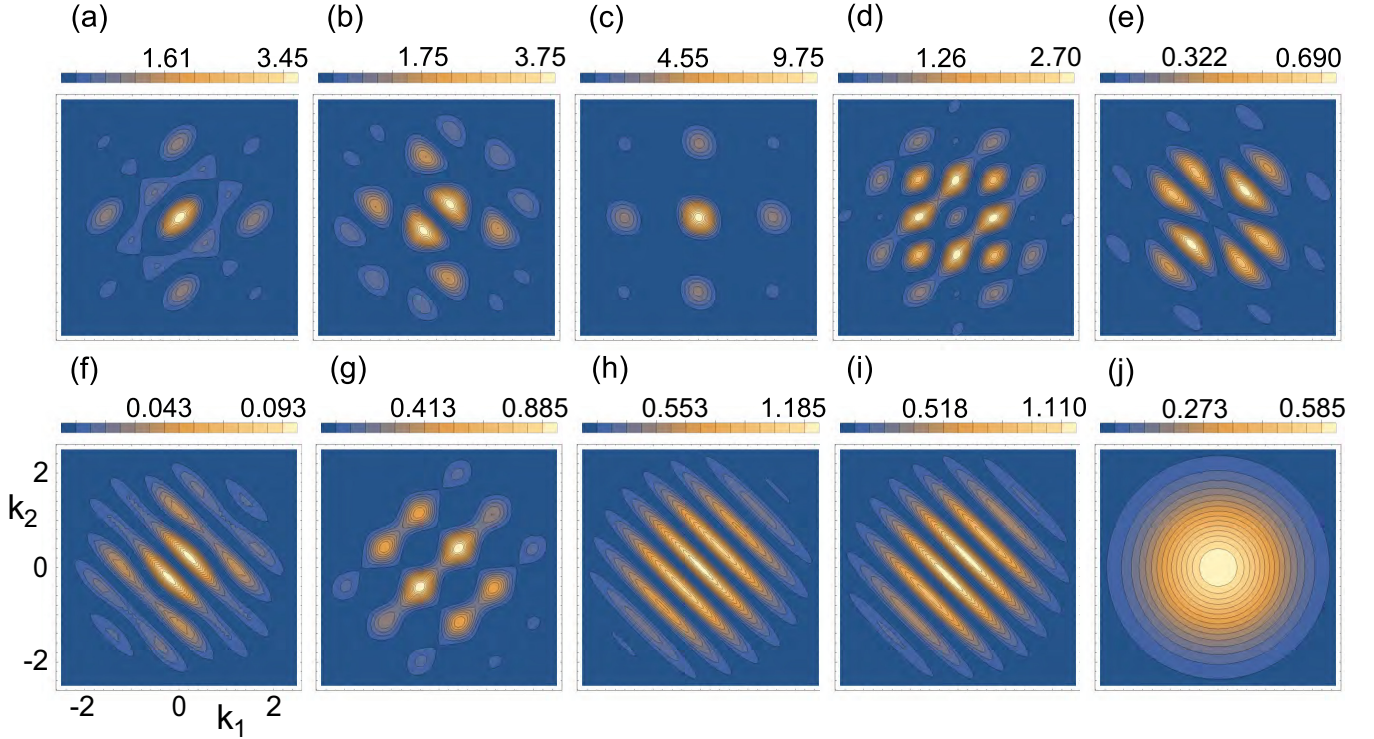 (a) (b) (c) (d) (e)
1.61 3.45 1.75 3.75 4.55 9.75 1.26 2.70 0.322 0.690
(f) (g) (h) (i) (j)
0.043 0.093 0.413 0.885 0.553 1.185 0.518 1.110 0.273 0.585
2
k2
0
-2
-2 0 2
k1